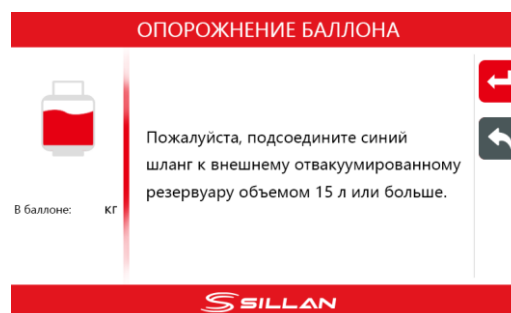 ОПОРОЖНЕНИЕ БАЛЛОНА
Пожалуйста, подсоедините синий
шланг к внешнему отвакуумированному
резервуару объемом 15 л или больше.
В баллоне: кг
SILLAN